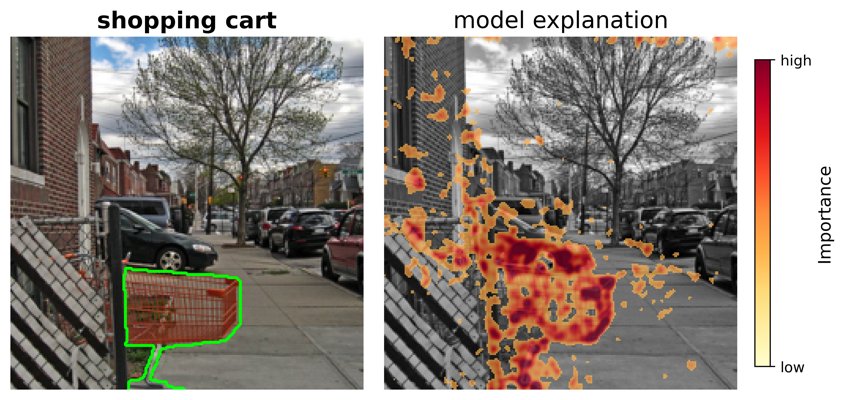 shopping cart
model explanation
high
Importance
low